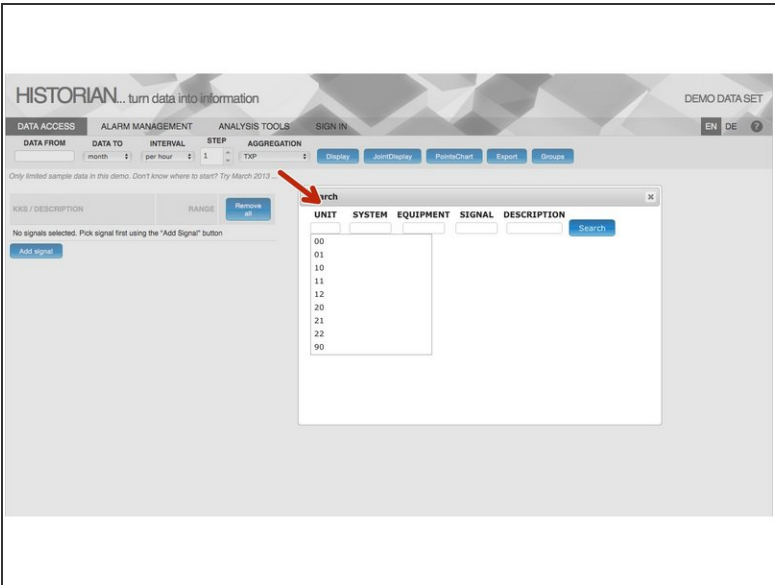 HISTORIAN... turn data into information
DEMO DATA SET
DATA ACCESS ALARM MANAGEMENT ANALYSIS TOOLS SIGN IN EN DE ?
DATA FROM DATA TO INTERVAL STEP AGGREGATION
month per hour 1 TXP Display JointDisplay PointsChart Export Groups
Only limited sample data in this demo. Don't know where to start? Try March 2013 ...
KKS / DESCRIPTION RANGE Remove all
No signals selected. Pick signal first using the "Add Signal" button
Add signal
x
UNIT SYSTEM EQUIPMENT SIGNAL DESCRIPTION
Search
00
01
10
11
12
20
21
22
90